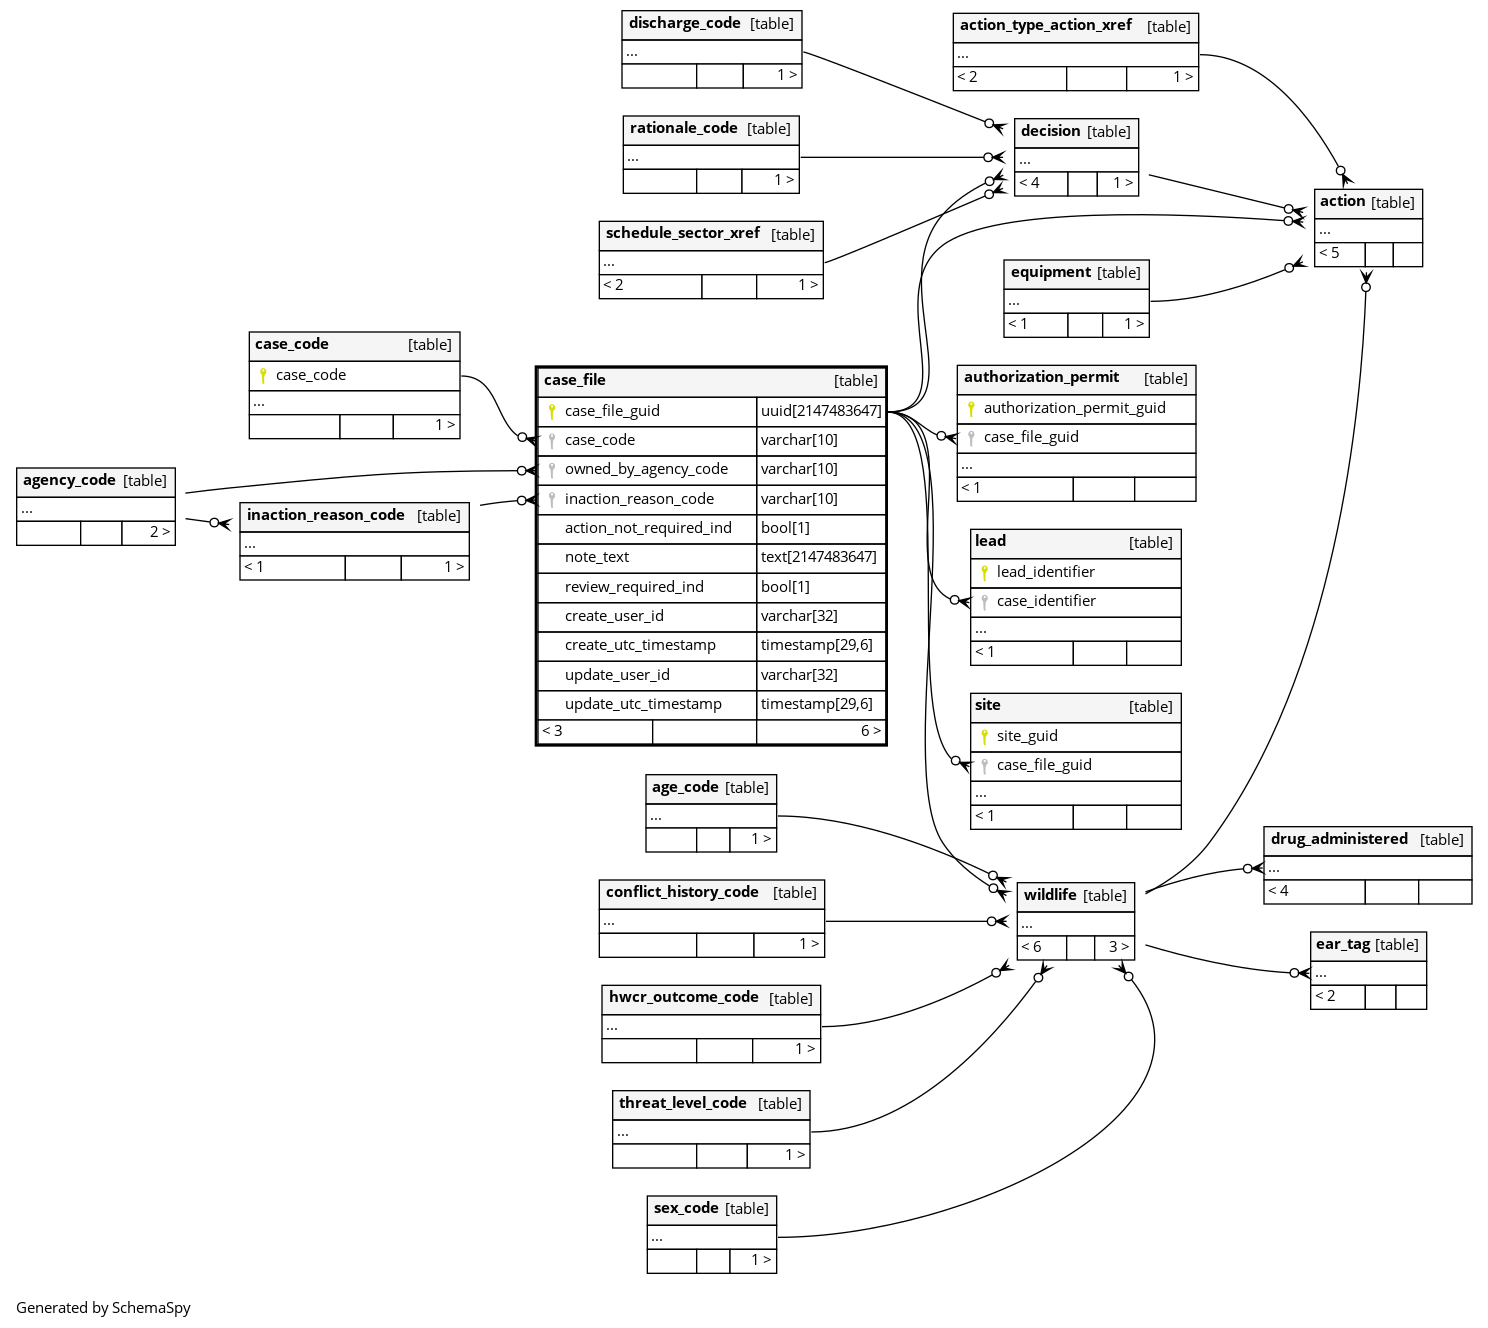 discharge_code [table]
...
1 >
action_type_action_xref [table]
...
< 2 1 >
rationale_code [table]
...
1 >
decision [table]
...
< 4 1 >
action [table]
...
< 5
schedule_sector_xref [table]
...
< 2 1 >
equipment [table]
...
< 1 1 >
case_code [table]
case_code
...
1 >
agency_code [table]
...
2 >
inaction_reason_code [table]
...
< 1 1 >
case_file [table]
case_file_guid uuid[2147483647]
case_code varchar[10]
owned_by_agency_code varchar[10]
inaction_reason_code varchar[10]
action_not_required_ind bool[1]
note_text text[2147483647]
review_required_ind bool[1]
create_user_id varchar[32]
create_utc_timestamp timestamp[29,6]
update_user_id varchar[32]
update_utc_timestamp timestamp[29,6]
< 3 6 >
authorization_permit [table]
authorization_permit_guid
case_file_guid
...
< 1
lead [table]
lead_identifier
case_identifier
...
< 1
site [table]
site_guid
case_file_guid
...
< 1
age_code [table]
...
1 >
conflict_history_code [table]
...
1 >
wildlife [table]
...
< 6 3 >
drug_administered [table]
...
< 4
ear_tag [table]
...
< 2
hwcr_outcome_code [table]
...
1 >
threat_level_code [table]
...
1 >
sex_code [table]
...
1 >
Generated by SchemaSpy